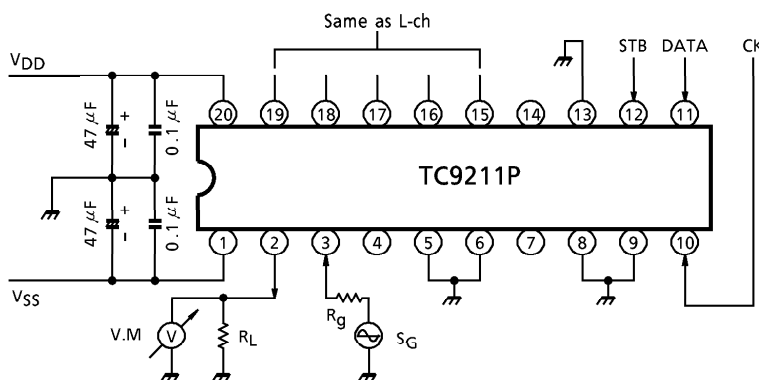 Same as L-ch
VDD
STB DATA CK
47 μF + - 0.1 μF
20 19 18 17 16 15 14 13 12 11
TC9211P
47 μF + - 0.1 μF
1 2 3 4 5 6 7 8 9 10
VSS
V.M V RL Rg SG